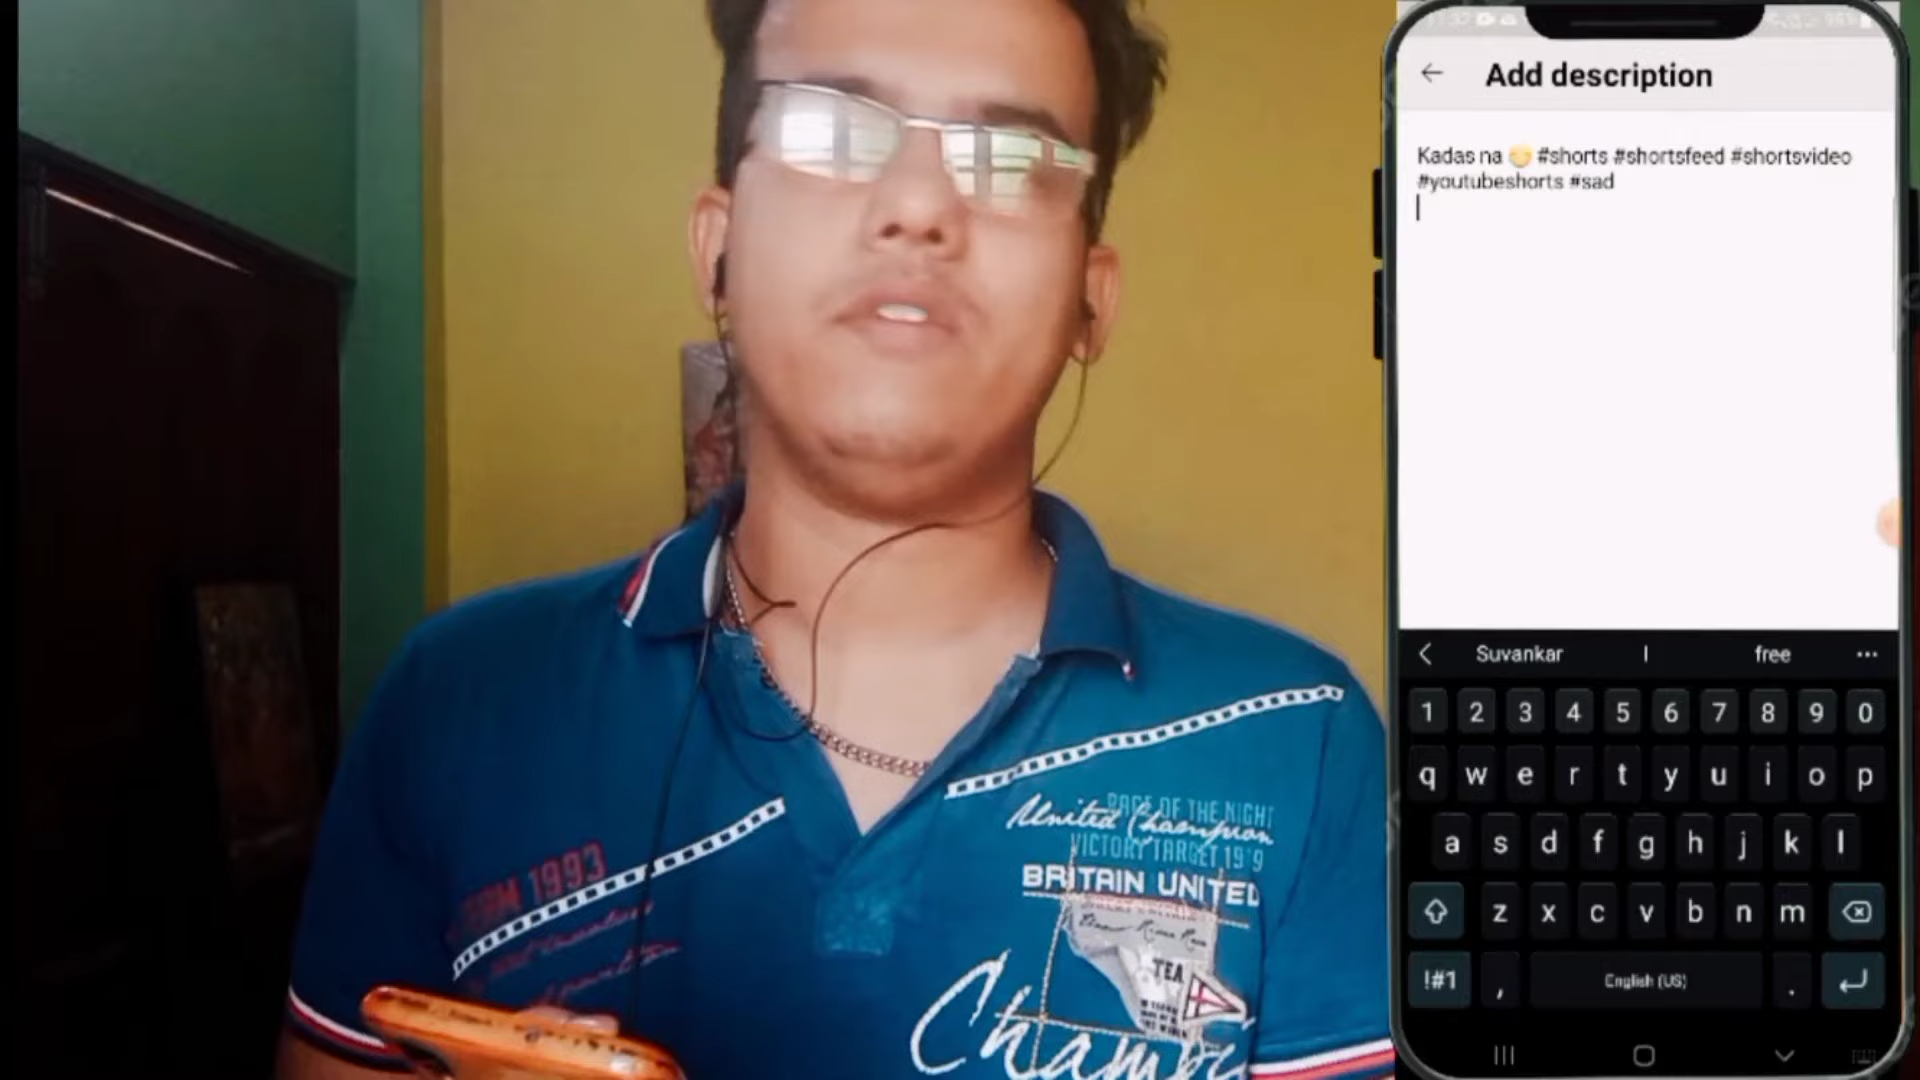 Add description
Kadas na 😳 #shorts #shortsfeed #shortsvideo
#youtubeshorts #sad
Suvankar I free
1 2 3 4 5 6 7 8 9 0
q w e r t y u i o p
a s d f g h j k l
z x c v b n m
!#1 , English (US) .
RACE OF THE NIGHT
United Champion
VICTORY TARGET 19 9
BRITAIN UNITED
TEA
1993
Champi